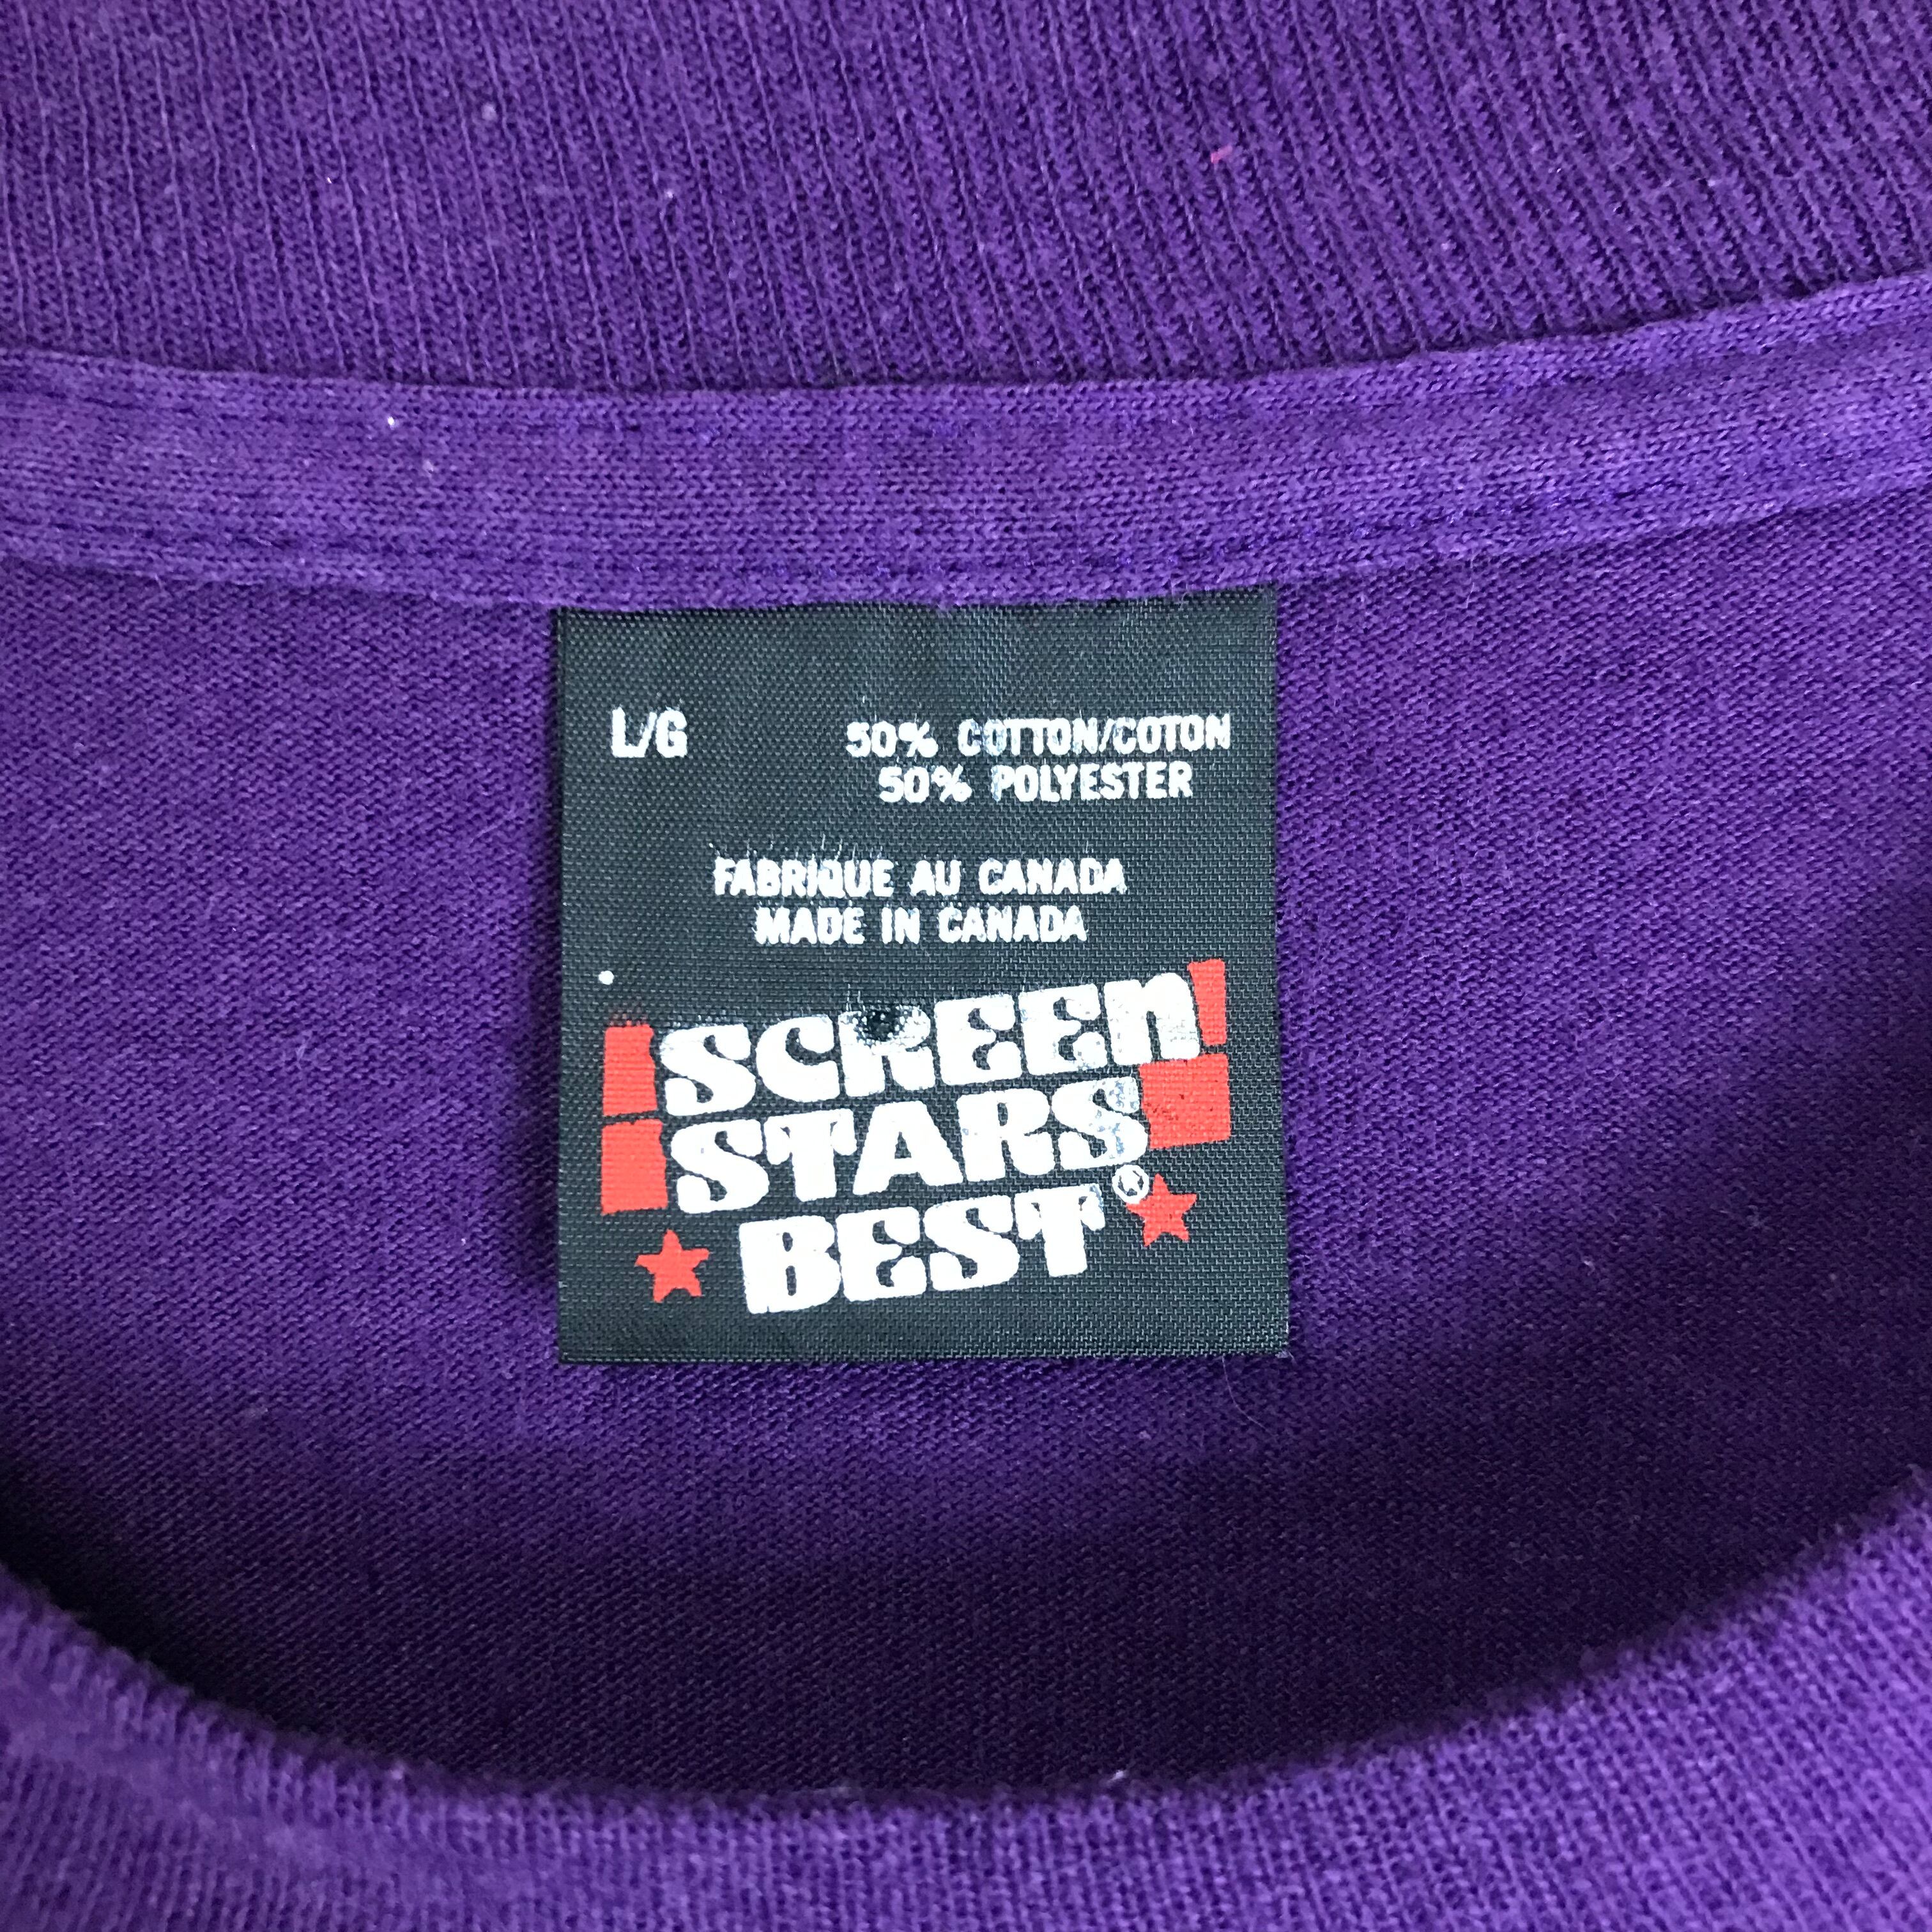 L/G 50% COTTON/COTON
50% POLYESTER
FABRIQUE AU CANADA
MADE IN CANADA
SCREEn
STARS
BEST®